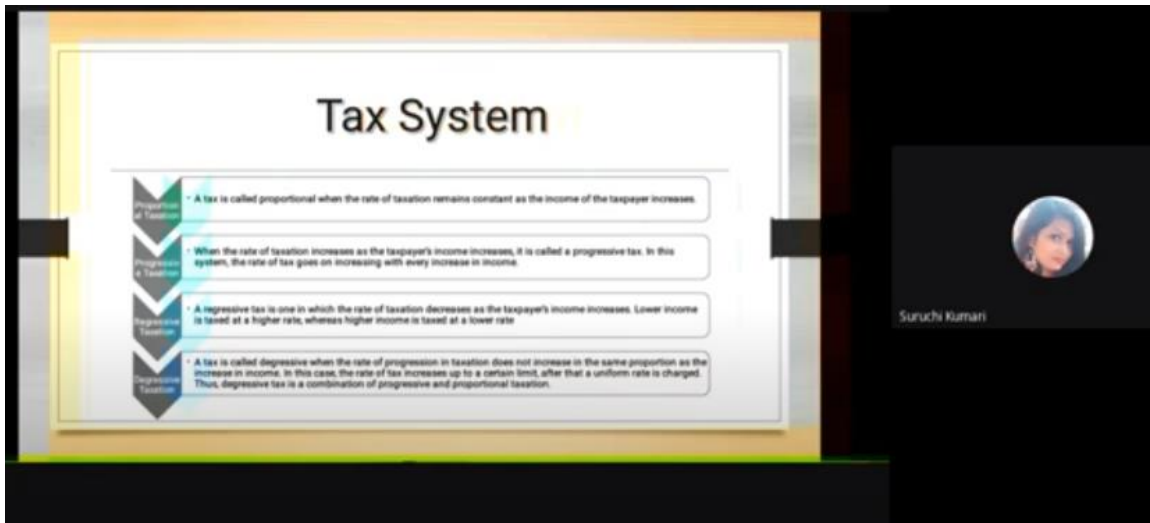 Tax System
Proportion
al Taxation
• A tax is called proportional when the rate of taxation remains constant as the income of the taxpayer increases.
Progressiv
e Taxation
• When the rate of taxation increases as the taxpayer's income increases, it is called a progressive tax. In this
system, the rate of tax goes on increasing with every increase in income.
Regressive
Taxation
• A regressive tax is one in which the rate of taxation decreases as the taxpayer's income increases. Lower income
is taxed at a higher rate, whereas higher income is taxed at a lower rate
Degressive
Taxation
• A tax is called degressive when the rate of progression in taxation does not increase in the same proportion as the
increase in income. In this case, the rate of tax increases up to a certain limit, after that a uniform rate is charged.
Thus, degressive tax is a combination of progressive and proportional taxation.
Suruchi Kumari